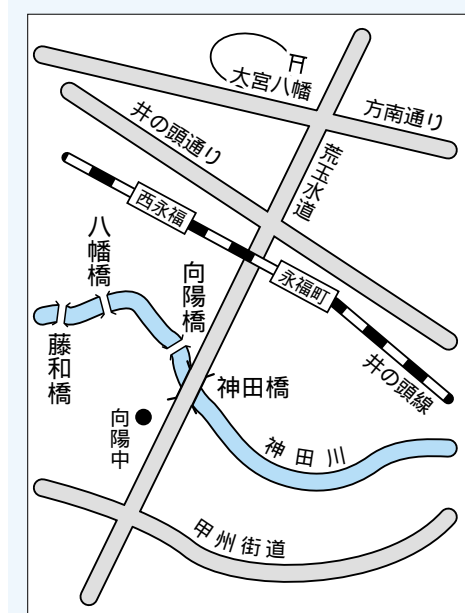 大宮八幡
方南通り
井の頭通り
荒玉水道
西永福
永福町
井の頭線
八幡橋
向陽橋
藤和橋
神田橋
向陽中
神田川
甲州街道